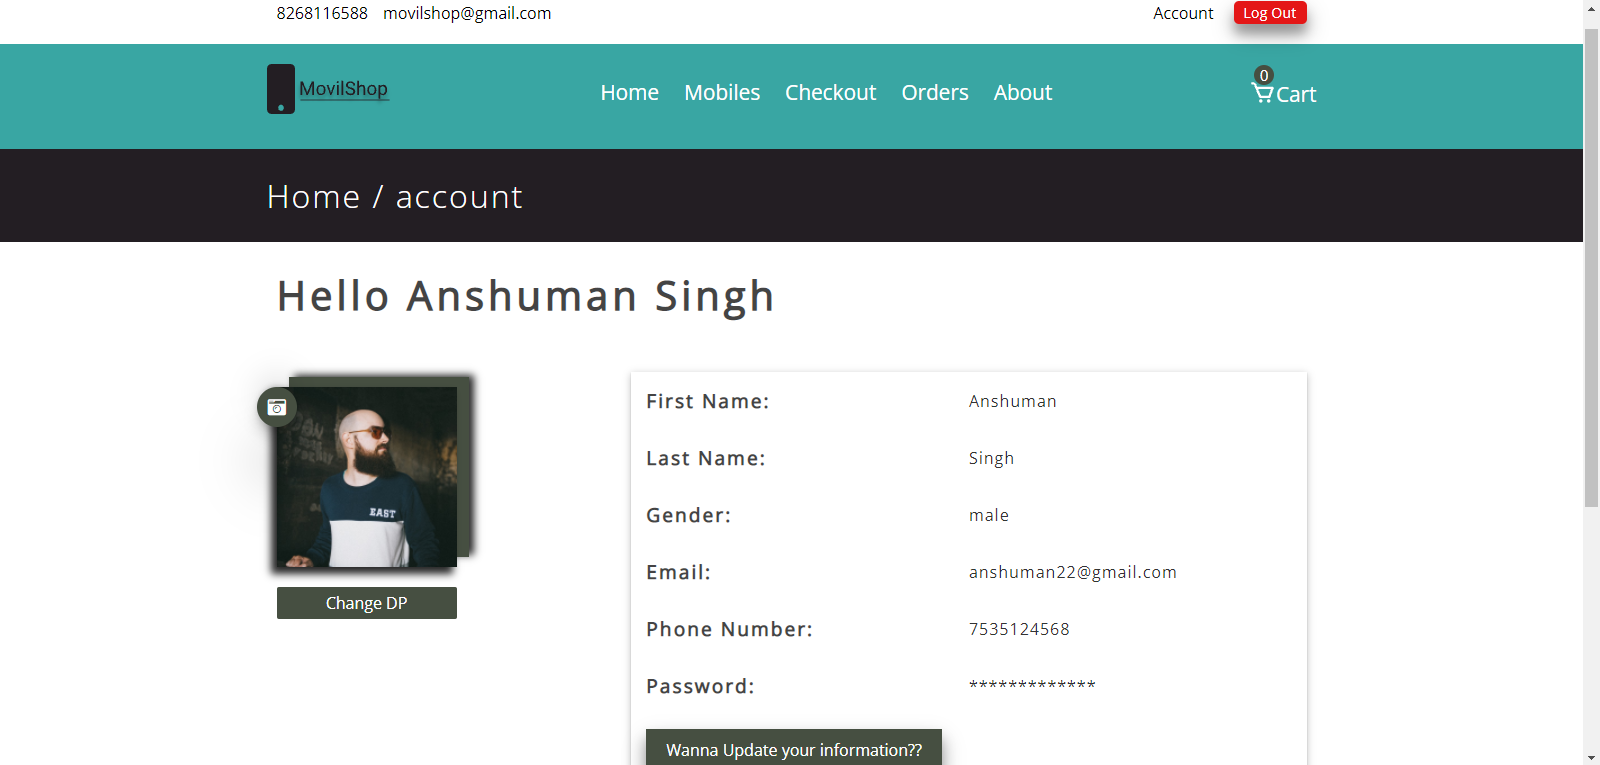 8268116588 movilshop@gmail.com Account Log Out
MovilShop Home Mobiles Checkout Orders About 0 Cart
Home / account
Hello Anshuman Singh
First Name: Anshuman
Last Name: Singh
Gender: male
EAST
Email: anshuman22@gmail.com
Change DP
Phone Number: 7535124568
Password: *************
Wanna Update your information??